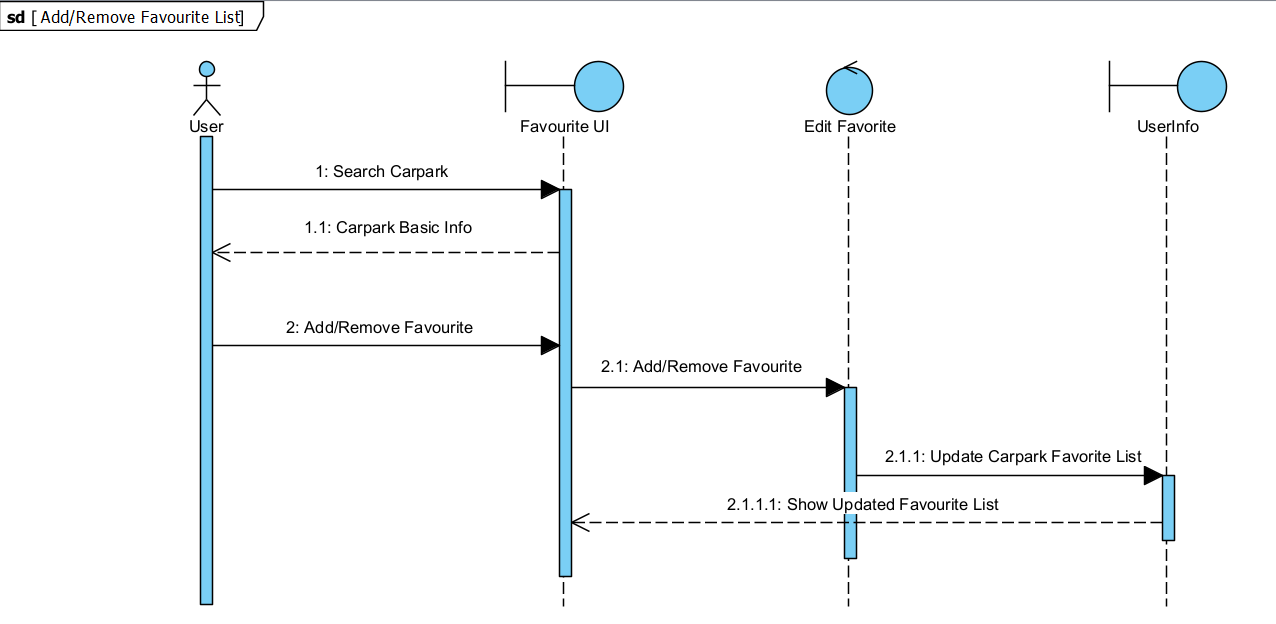 sd [ Add/Remove Favourite List]
User
Favourite UI
Edit Favorite
UserInfo
1: Search Carpark
1.1: Carpark Basic Info
2: Add/Remove Favourite
2.1: Add/Remove Favourite
2.1.1: Update Carpark Favorite List
2.1.1.1: Show Updated Favourite List